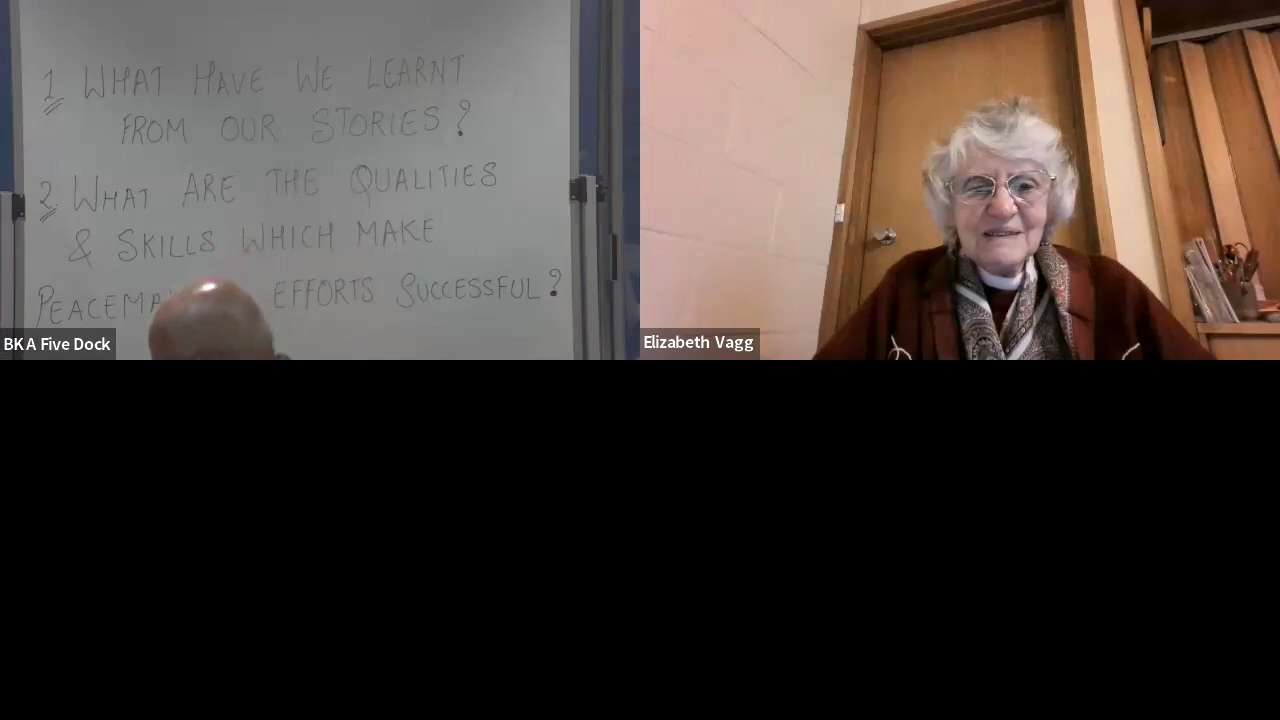 1 WHAT HAVE WE LEARNT
FROM OUR STORIES?
2 WHAT ARE THE QUALITIES
& SKILLS WHICH MAKE
EFFORTS SUCCESSFUL?
BKA Five Dock
Elizabeth Vagg